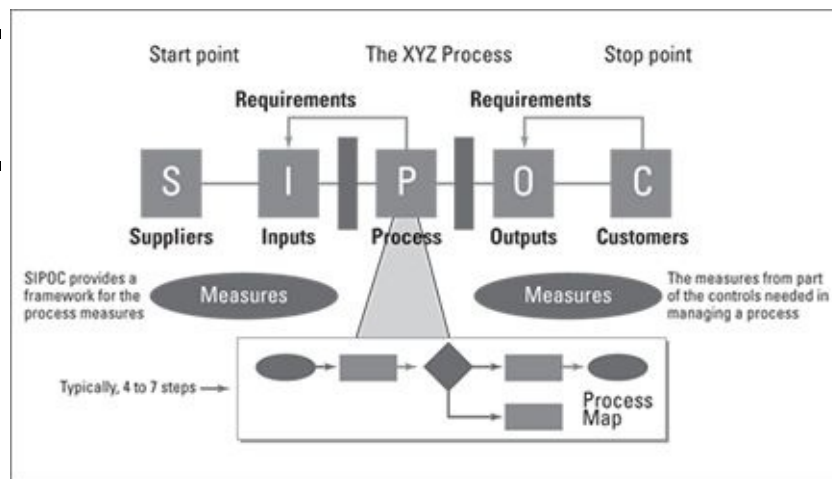 Start point
The XYZ Process
Stop point
Requirements
Requirements
S
I
P
O
C
Suppliers
Inputs
Process
Outputs
Customers
SIPOC provides a
framework for the
process measures
Measures
Measures
The measures from part
of the controls needed in
managing a process
Typically, 4 to 7 steps
Process
Map